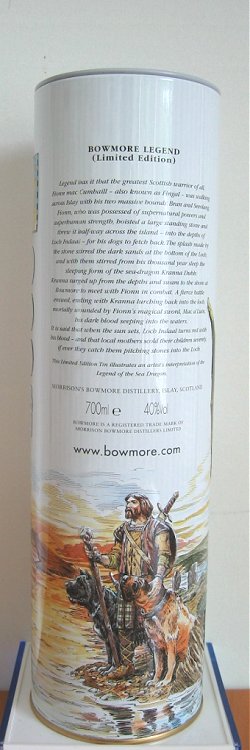 BOWMORE LEGEND
(Limited Edition)
Legend has it that the greatest Scottish warrior of all,
Fionn mac Cumhaill – also known as Fingal – was walking
across Islay with his two massive hounds Bran and
Fionn, who was possessed of supernatural powers and
superhuman strength, hoisted a large standing stone and
threw it half-way across the island – into the depths of
Loch Indaal – for his dogs to fetch back. The splash made by
the stone stirred the dark sands at the bottom of the Loch
and with them stirred from his thousand year sleep the
sleeping form of the sea-dragon Kranna Dubh.
Kranna surged up from the depths and swam to the shore at
Bowmore to meet with Fionn in combat. A fierce battle
ensued, ending with Kranna lurching back into the loch
mortally wounded by Fionn's magical sword, Mac a Luin,
his dark blood seeping into the waters.
It is said that when the sun sets, Loch Indaal turns red with
his blood – and that local mothers scold their children severely
if ever they catch them pitching stones into the Loch.
This Limited Edition Tin illustrates an artist's interpretation of the
Legend of the Sea Dragon.
MORRISON'S BOWMORE DISTILLERY, ISLAY, SCOTLAND
700ml e 40%vol
BOWMORE IS A REGISTERED TRADE MARK OF
MORRISON BOWMORE DISTILLERS LIMITED
www.bowmore.com